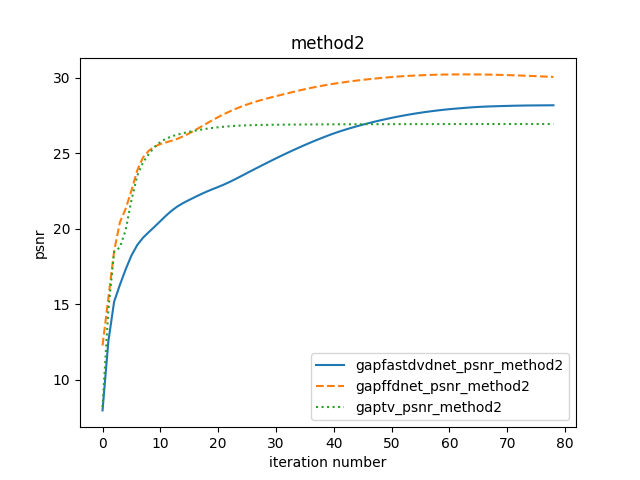 method2
psnr
30
25
20
15
10
0 10 20 30 40 50 60 70 80
iteration number
gapfastdvdnet_psnr_method2
gapffdnet_psnr_method2
gaptv_psnr_method2